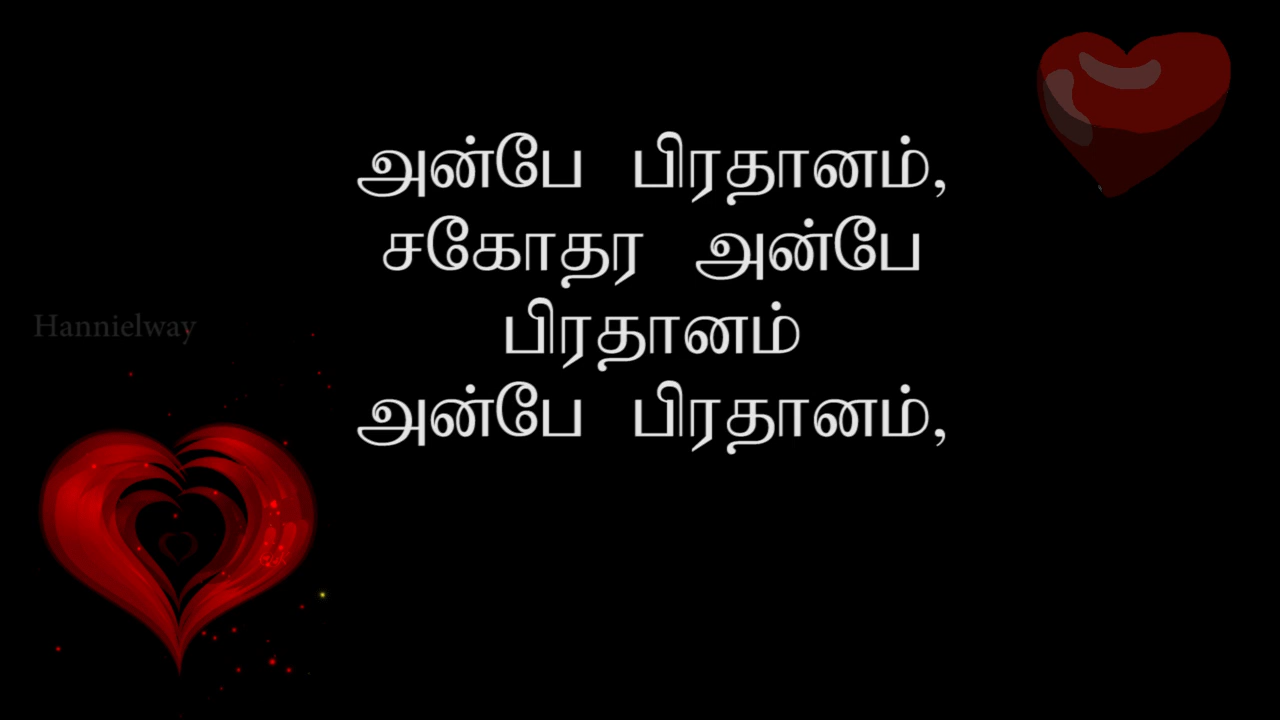 அன்பே பிரதானம்,
சகோதர அன்பே
பிரதானம்
அன்பே பிரதானம்,
Hannielway